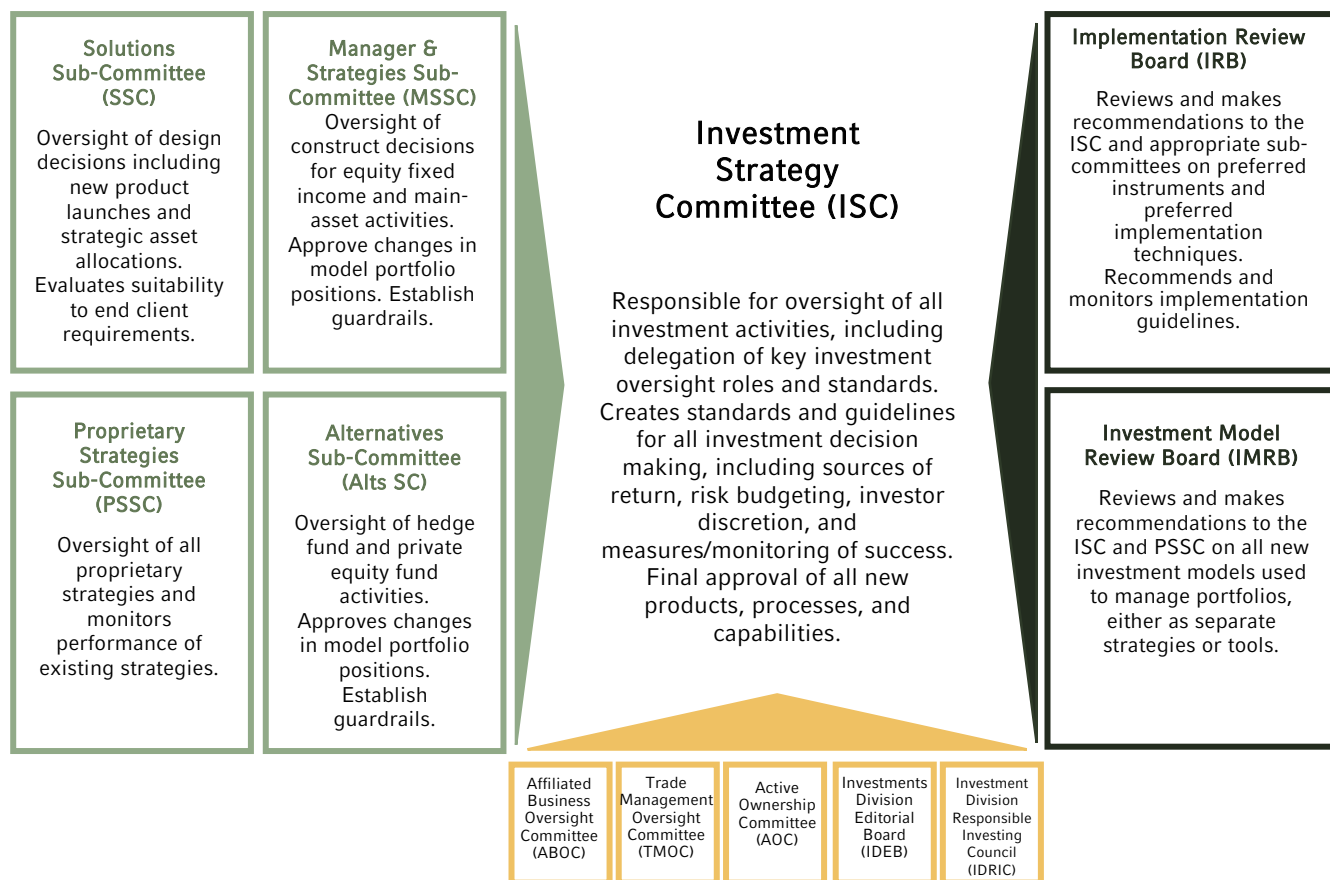 Solutions
Sub-Committee
(SSC)
Oversight of design
decisions including
new product
launches and
strategic asset
allocations.
Evaluates suitability
to end client
requirements.
Manager &
Strategies Sub-
Committee (MSSC)
Oversight of
construct decisions
for equity fixed
income and main-
asset activities.
Approve changes in
model portfolio
positions. Establish
guardrails.
Proprietary
Strategies
Sub-Committee
(PSSC)
Oversight of all
proprietary
strategies and
monitors
performance of
existing strategies.
Alternatives
Sub-Committee
(Alts SC)
Oversight of hedge
fund and private
equity fund
activities.
Approves changes
in model portfolio
positions.
Establish
guardrails.
Investment
Strategy
Committee (ISC)
Responsible for oversight of all
investment activities, including
delegation of key investment
oversight roles and standards.
Creates standards and guidelines
for all investment decision
making, including sources of
return, risk budgeting, investor
discretion, and
measures/monitoring of success.
Final approval of all new
products, processes, and
capabilities.
Implementation Review
Board (IRB)
Reviews and makes
recommendations to the
ISC and appropriate sub-
committees on preferred
instruments and
preferred
implementation
techniques.
Recommends and
monitors implementation
guidelines.
Investment Model
Review Board (IMRB)
Reviews and makes
recommendations to the
ISC and PSSC on all new
investment models used
to manage portfolios,
either as separate
strategies or tools.
Affiliated
Business
Oversight
Committee
(ABOC)
Trade
Management
Oversight
Committee
(TMOC)
Active
Ownership
Committee
(AOC)
Investments
Division
Editorial
Board
(IDEB)
Investment
Division
Responsible
Investing
Council
(IDRIC)